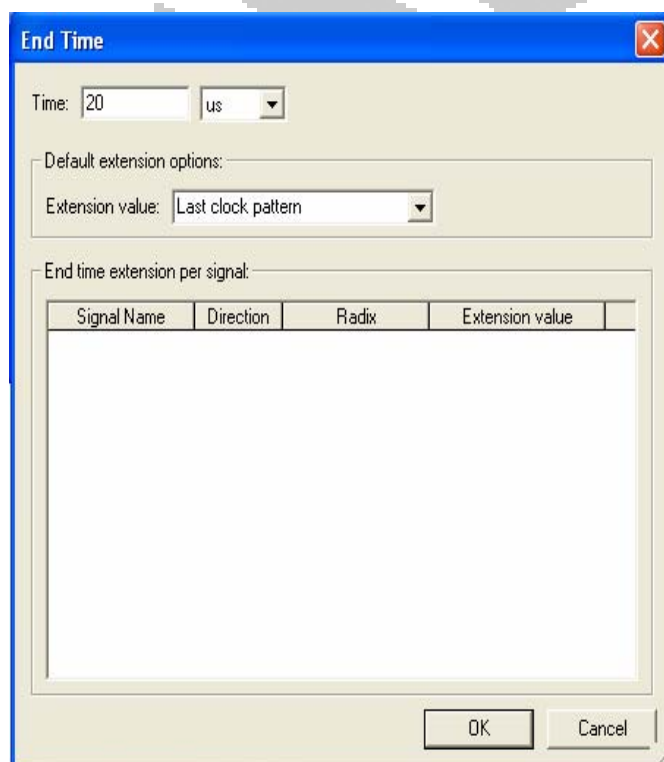 End Time
Time: 20 us
Default extension options:
Extension value: Last clock pattern
End time extension per signal:
Signal Name Direction Radix Extension value
OK Cancel